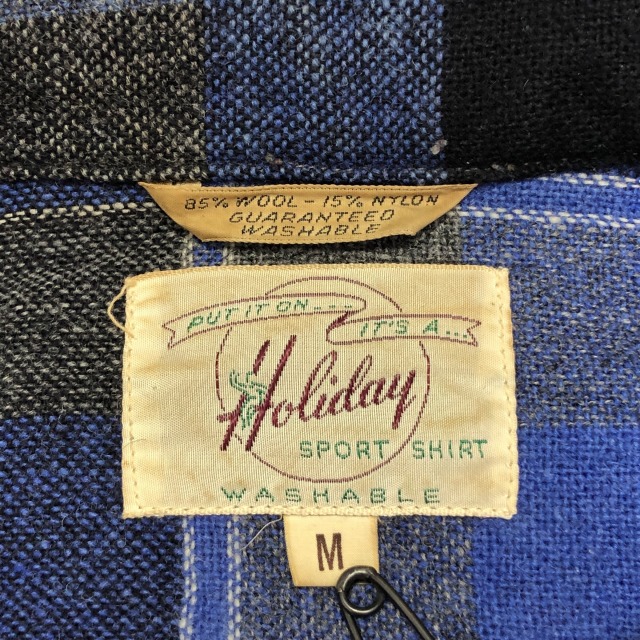 85% WOOL - 15% NYLON
GUARANTEED
WASHABLE
PUT IT ON... IT'S A...
Holiday
SPORT SHIRT
WASHABLE
M